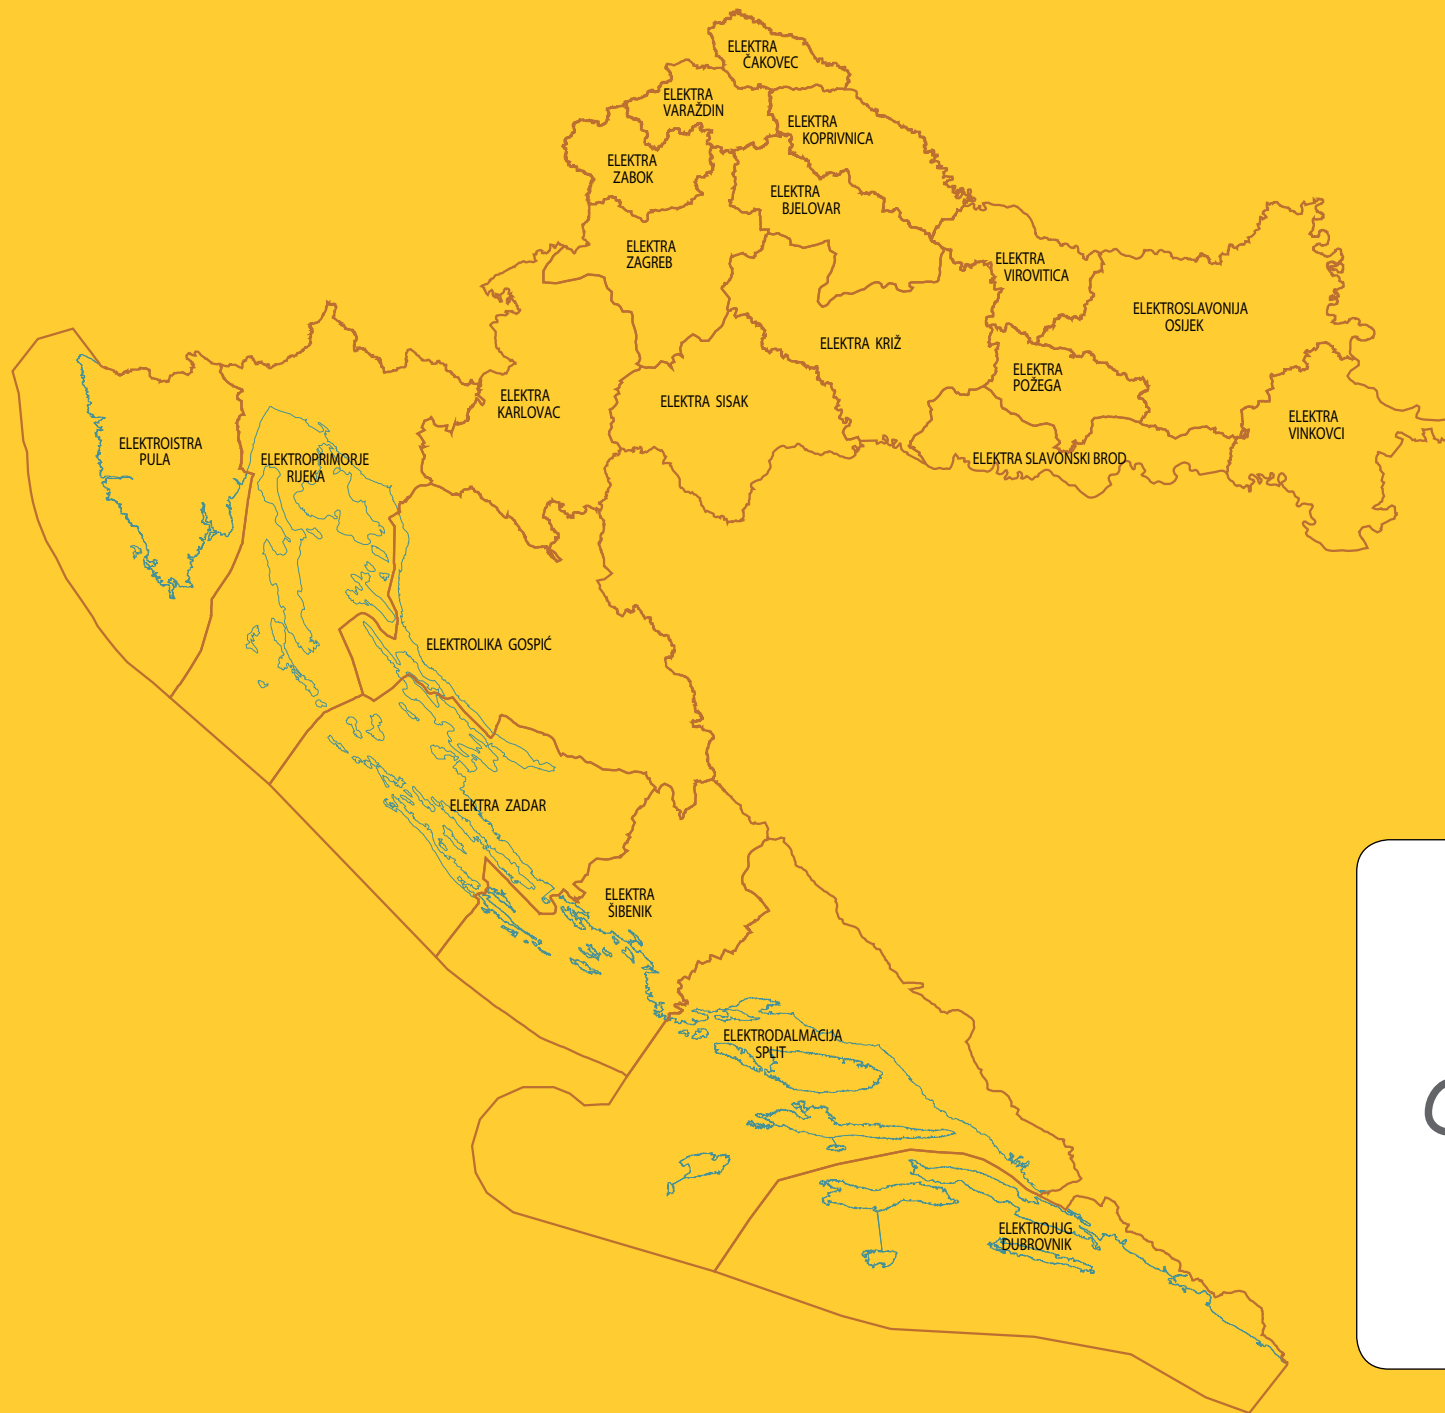 ELEKTRA
ČAKOVEC
ELEKTRA
VARAŽDIN
ELEKTRA
KOPRIVNICA
ELEKTRA
ZABOK
ELEKTRA
BJELOVAR
ELEKTRA
ZAGREB
ELEKTRA
VIROVITICA
ELEKTROSLAVONIJA
OSIJEK
ELEKTRA KRIŽ
ELEKTRA
POŽEGA
ELEKTRA
KARLOVAC
ELEKTRA SISAK
ELEKTRA
VINKOVCI
ELEKTROISTRA
PULA
ELEKTROPRIMORJE
RIJEKA
ELEKTRA SLAVONSKI BROD
ELEKTROLIKA GOSPIĆ
ELEKTRA ZADAR
ELEKTRA
ŠIBENIK
ELEKTRODALMACIJA
SPLIT
ELEKTROJUG
DUBROVNIK